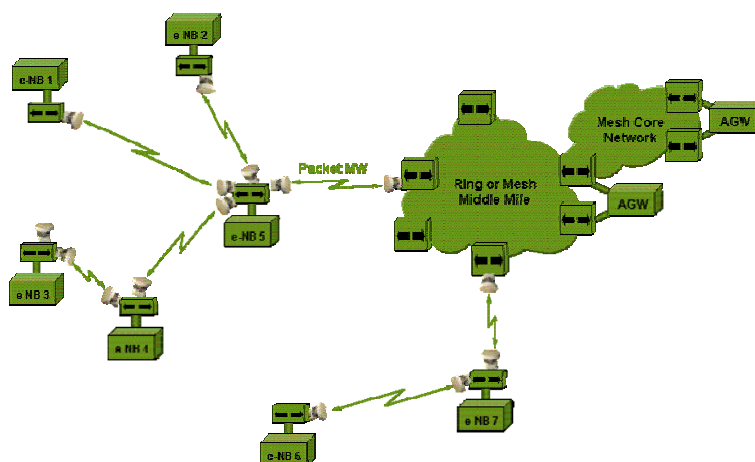 e NB 2
e-NB 1
Mesh Core
Network
AGW
Packet MW
Ring or Mesh
Middle Mile
AGW
e-NB 5
e NB 3
e NB 4
e NB 7
e-NB 6